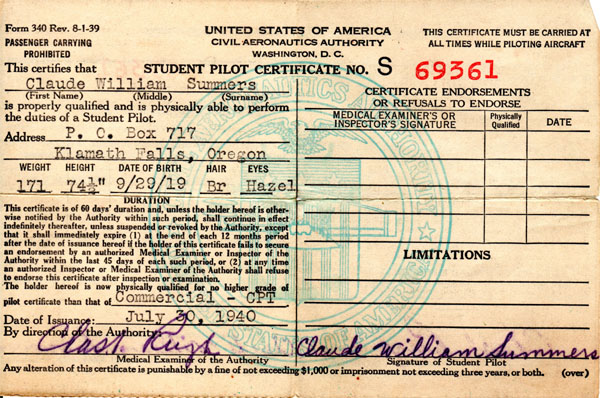 Form 340 Rev. 8-1-39
PASSENGER CARRYING
PROHIBITED
UNITED STATES OF AMERICA
CIVIL AERONAUTICS AUTHORITY
WASHINGTON, D. C.
THIS CERTIFICATE MUST BE CARRIED AT
ALL TIMES WHILE PILOTING AIRCRAFT
This certifies that
STUDENT PILOT CERTIFICATE NO. S 69361
Claude William Summers
(First Name) (Middle) (Surname)
is properly qualified and is physically able to perform
the duties of a Student Pilot.
Address P. O. Box 717
Klamath Falls, Oregon
WEIGHT HEIGHT DATE OF BIRTH HAIR EYES
171 74½" 9/29/19 Br Hazel
DURATION
This certificate is of 60 days' duration and, unless the holder hereof is other-
wise notified by the Authority within such period, shall continue in effect
indefinitely thereafter, unless suspended or revoked by the Authority, except
that it shall immediately expire (1) at the end of each 12 months period
after the date of issuance hereof if the holder of this certificate fails to secure
an endorsement by an authorized Medical Examiner or Inspector of the
Authority within the last 15 days of each such period, or (2) at any time
an authorized Inspector or Medical Examiner of the Authority shall refuse
to endorse this certificate after inspection or examination.
The holder hereof is now physically qualified for no higher grade of
pilot certificate than that of Commercial - CPT
Date of Issuance: July 30, 1940
By direction of the Authority:
Medical Examiner of the Authority
CERTIFICATE ENDORSEMENTS
OR REFUSALS TO ENDORSE
MEDICAL EXAMINER'S OR
INSPECTOR'S SIGNATURE
Physically
Qualified
DATE
LIMITATIONS
Claude William Summers
Signature of Student Pilot
Any alteration of this certificate is punishable by a fine of not exceeding $1,000 or imprisonment not exceeding three years, or both. (over)
STATES OF AMERICA